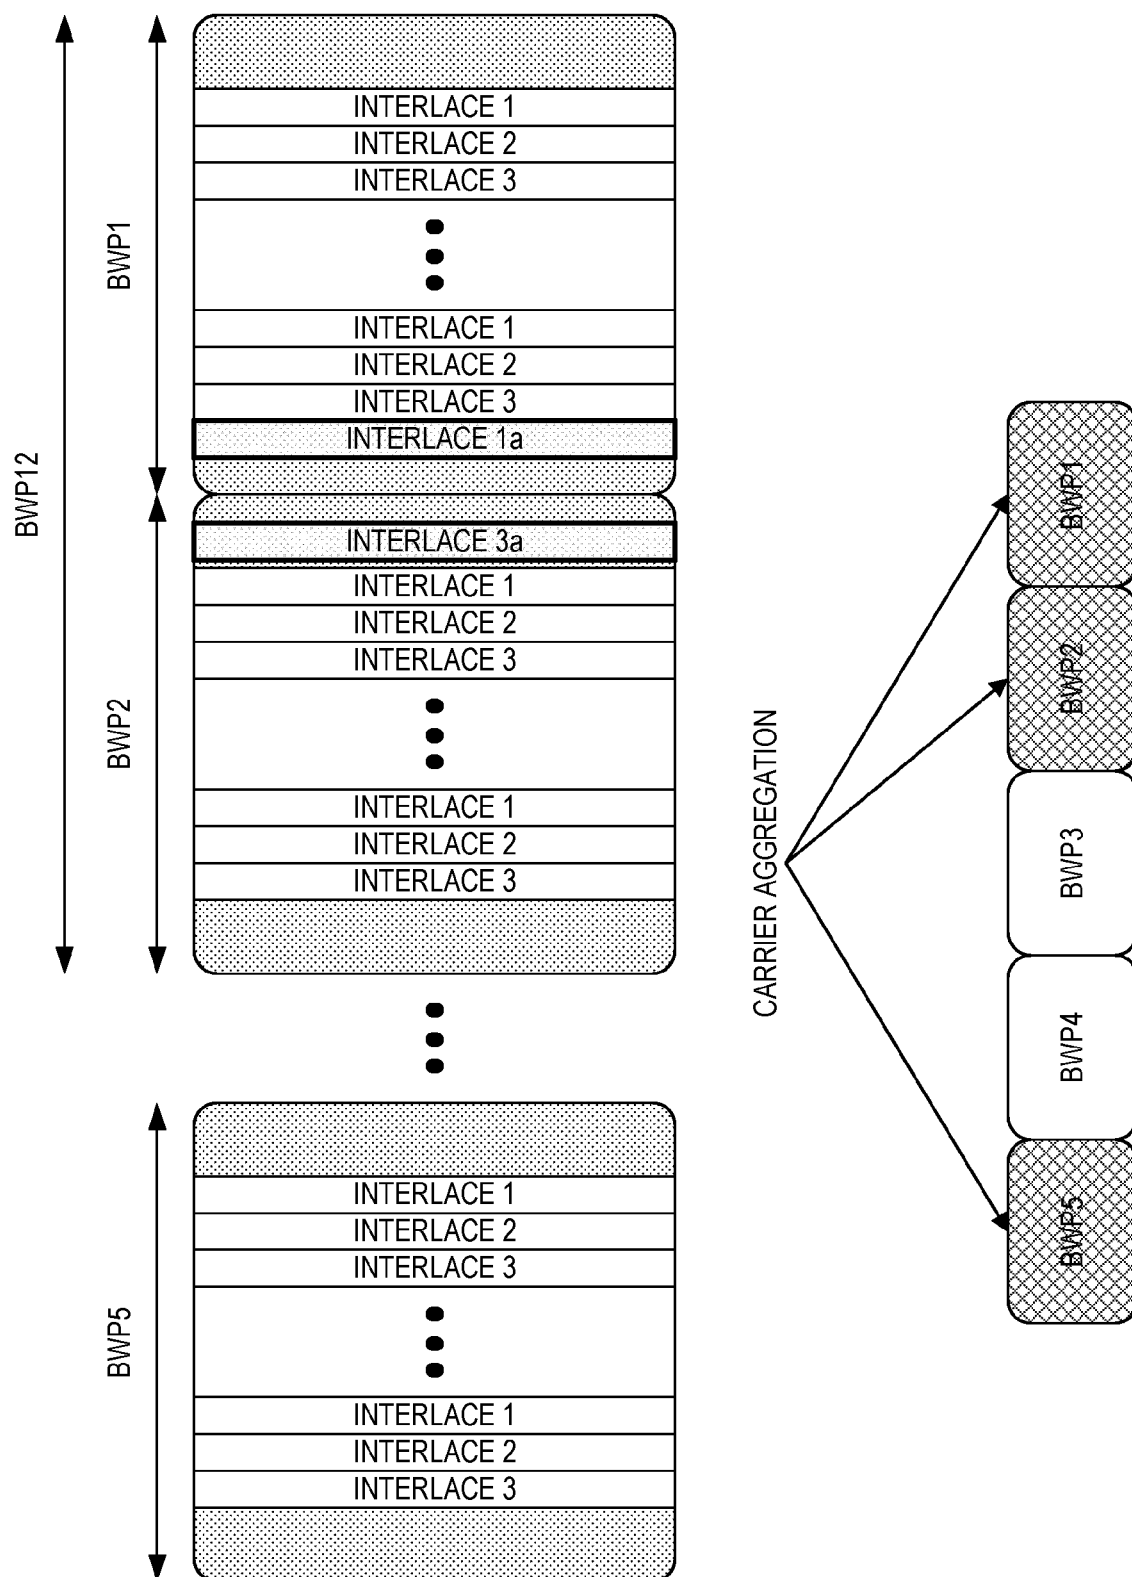 BWP12
BWP1
INTERLACE 1
INTERLACE 2
INTERLACE 3
INTERLACE 1
INTERLACE 2
INTERLACE 3
INTERLACE 1a
BWP2
INTERLACE 3a
INTERLACE 1
INTERLACE 2
INTERLACE 3
INTERLACE 1
INTERLACE 2
INTERLACE 3
BWP5
INTERLACE 1
INTERLACE 2
INTERLACE 3
INTERLACE 1
INTERLACE 2
INTERLACE 3
CARRIER AGGREGATION
BWP1
BWP2
BWP3
BWP4
BWP5